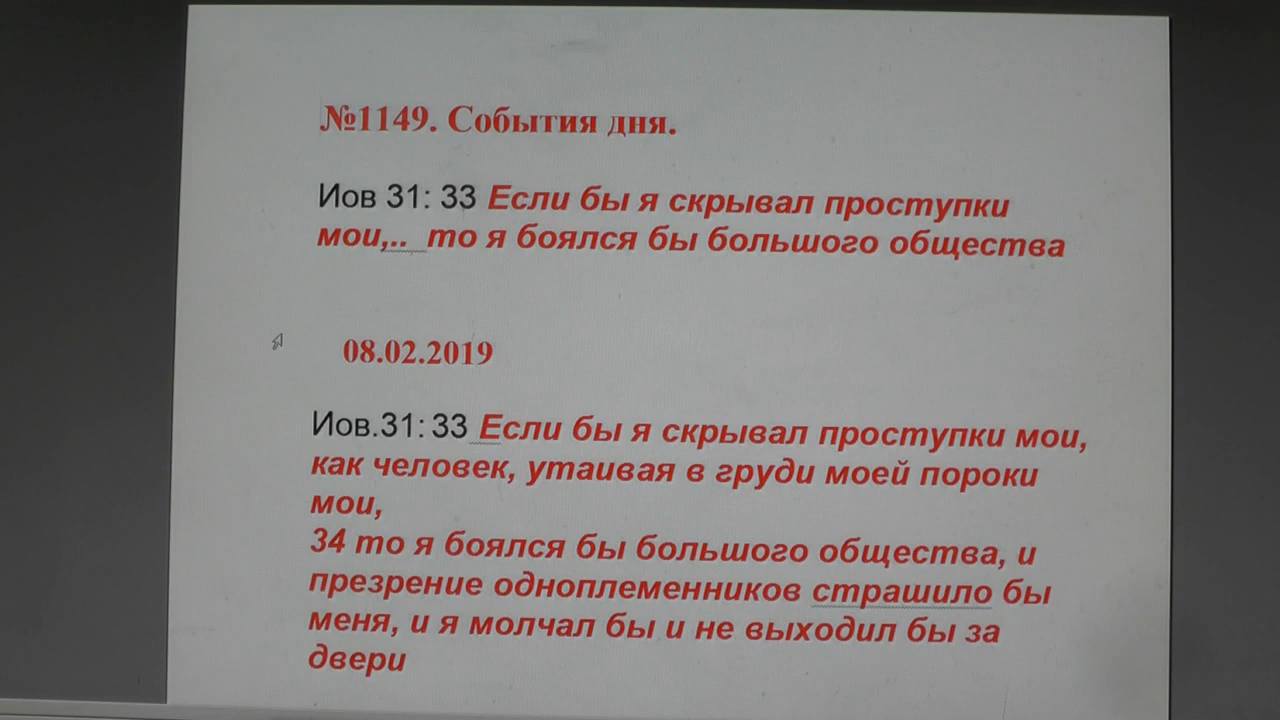 №1149. События дня.
Иов 31: 33 Если бы я скрывал проступки
мои,.. то я боялся бы большого общества
08.02.2019
Иов.31: 33 Если бы я скрывал проступки мои,
как человек, утаивая в груди моей пороки
мои,
34 то я боялся бы большого общества, и
презрение одноплеменников страшило бы
меня, и я молчал бы и не выходил бы за
двери